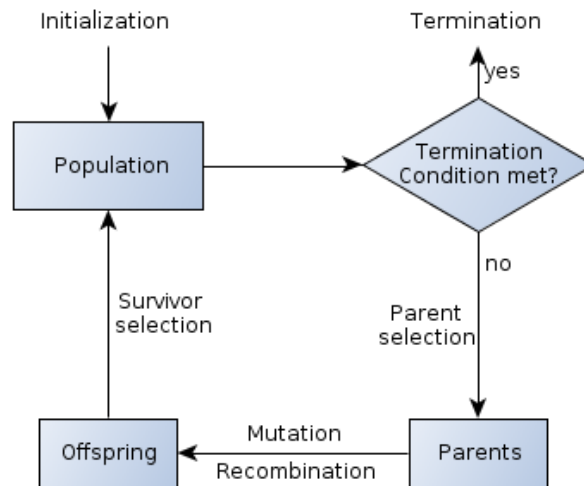 Initialization
Termination
yes
Population
Termination
Condition met?
no
Survivor
selection
Parent
selection
Offspring
Mutation
Recombination
Parents